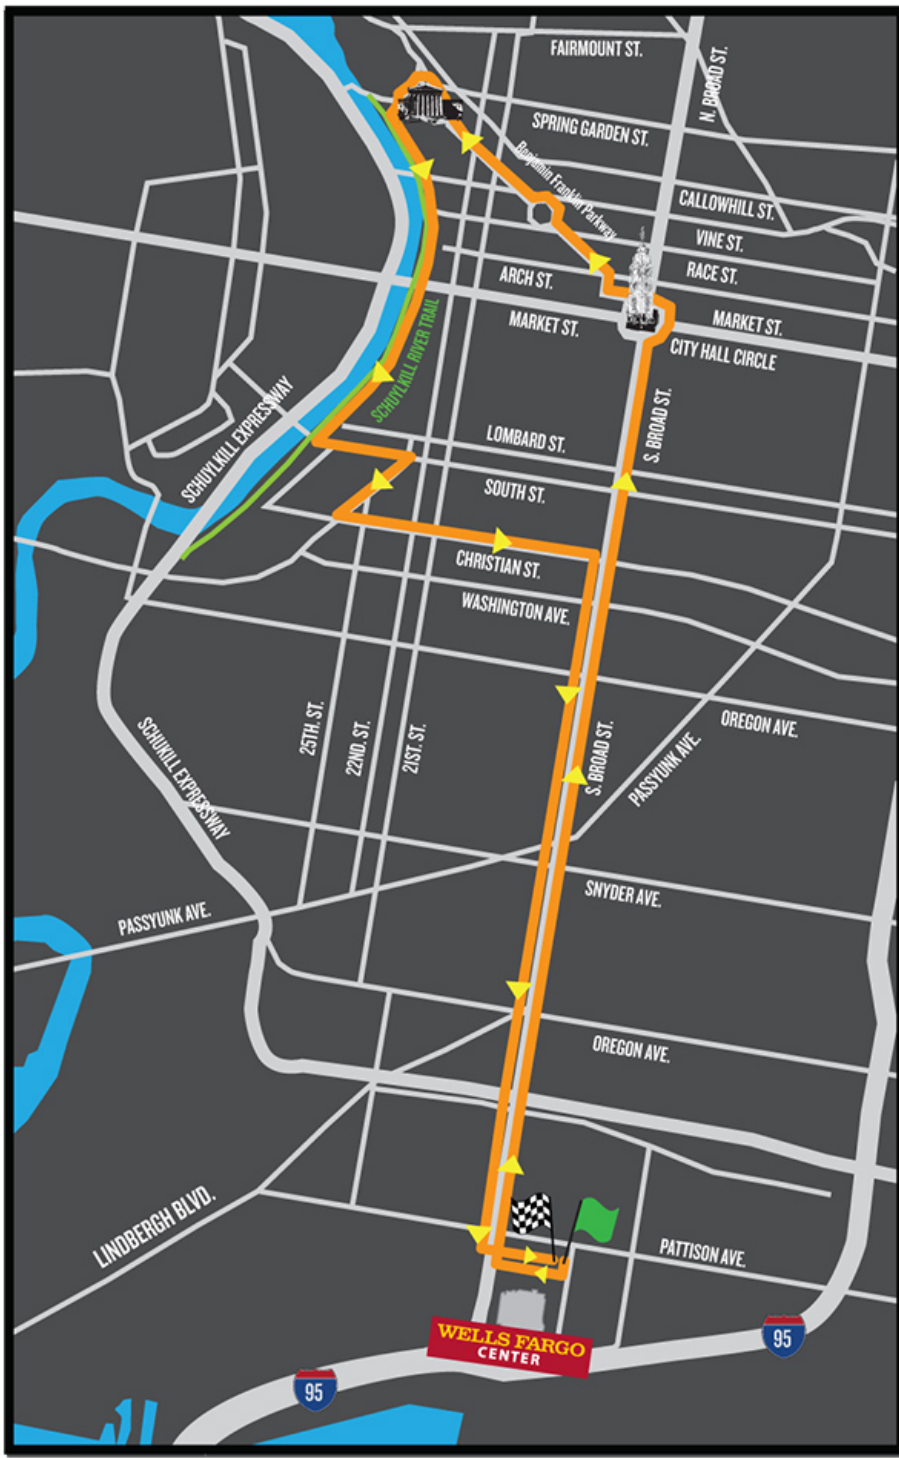 FAIRMOUNT ST.
N. BROAD ST.
SPRING GARDEN ST.
Benjamin Franklin Parkway
CALLOWHILL ST.
VINE ST.
RACE ST.
ARCH ST.
MARKET ST.
MARKET ST.
CITY HALL CIRCLE
SCHUYLKILL RIVER TRAIL
SCHUYLKILL EXPRESSWAY
S. BROAD ST.
LOMBARD ST.
SOUTH ST.
CHRISTIAN ST.
WASHINGTON AVE.
25TH. ST.
22ND. ST.
21ST. ST.
S. BROAD ST.
OREGON AVE.
PASSYUNK AVE.
SCHUKILL EXPRESSWAY
SNYDER AVE.
PASSYUNK AVE.
OREGON AVE.
LINDBERGH BLVD.
PATTISON AVE.
WELLS FARGO
CENTER
95
95